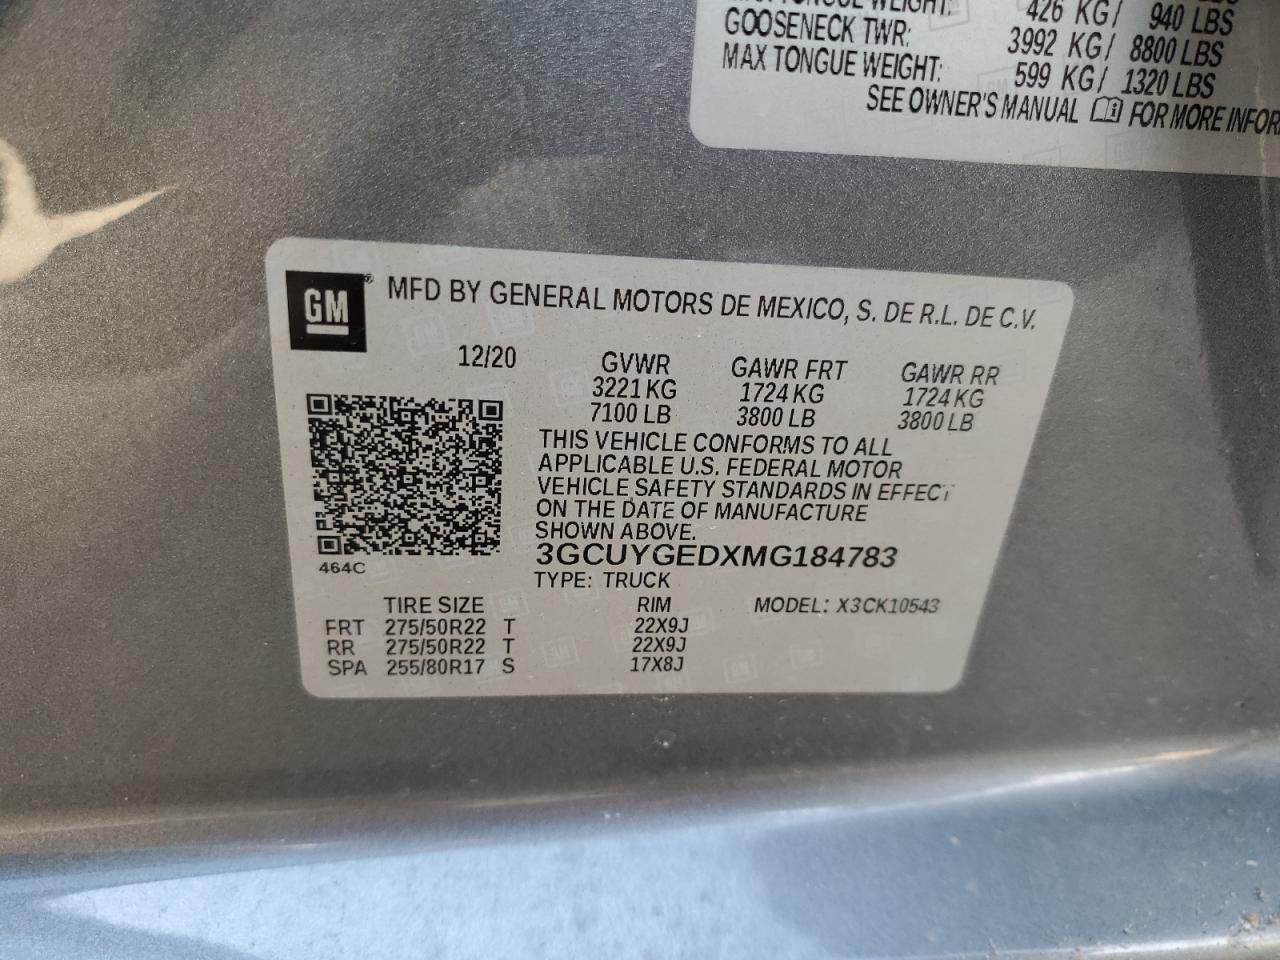 TONGUE WEIGHT: 426 KG/ 940 LBS
GOOSENECK TWR: 3992 KG/ 8800 LBS
MAX TONGUE WEIGHT: 599 KG/ 1320 LBS
SEE OWNER'S MANUAL FOR MORE INFOR
GM ® MFD BY GENERAL MOTORS DE MEXICO, S. DE R.L. DE C.V.
12/20 GVWR GAWR FRT GAWR RR
3221 KG 1724 KG 1724 KG
7100 LB 3800 LB 3800 LB
THIS VEHICLE CONFORMS TO ALL
APPLICABLE U.S. FEDERAL MOTOR
VEHICLE SAFETY STANDARDS IN EFFECT
ON THE DATE OF MANUFACTURE
SHOWN ABOVE.
3GCUYGEDXMG184783
464C
TYPE: TRUCK
TIRE SIZE RIM MODEL: X3CK10543
FRT 275/50R22 T 22X9J
RR 275/50R22 T 22X9J
SPA 255/80R17 S 17X8J